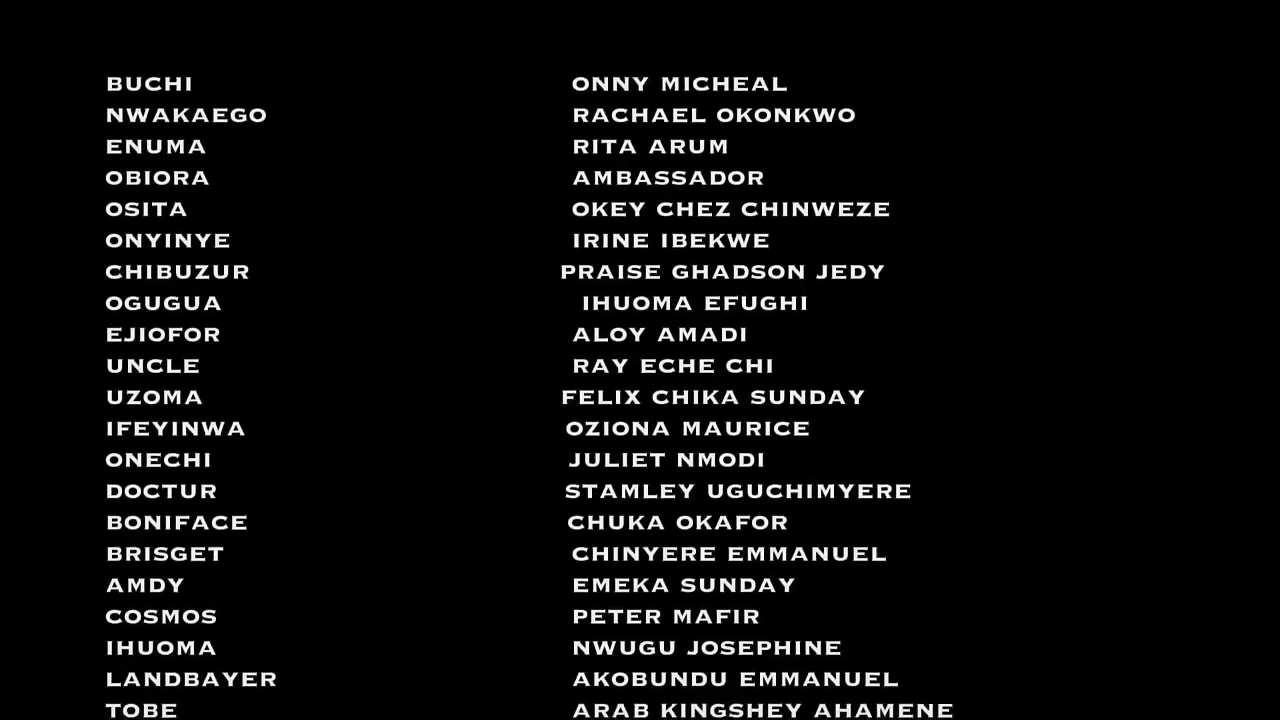 BUCHI ONNY MICHEAL
NWAKAEGO RACHAEL OKONKWO
ENUMA RITA ARUM
OBIORA AMBASSADOR
OSITA OKEY CHEZ CHINWEZE
ONYINYE IRINE IBEKWE
CHIBUZUR PRAISE GHADSON JEDY
OGUGUA IHUOMA EFUGHI
EJIOFOR ALOY AMADI
UNCLE RAY ECHE CHI
UZOMA FELIX CHIKA SUNDAY
IFEYINWA OZIONA MAURICE
ONECHI JULIET NMODI
DOCTUR STAMLEY UGUCHIMYERE
BONIFACE CHUKA OKAFOR
BRISGET CHINYERE EMMANUEL
AMDY EMEKA SUNDAY
COSMOS PETER MAFIR
IHUOMA NWUGU JOSEPHINE
LANDBAYER AKOBUNDU EMMANUEL
TOBE ARAB KINGSHEY AHAMENE